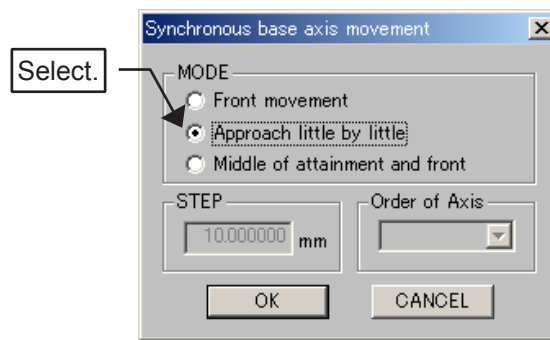 Synchronous base axis movement
Select.
MODE
Front movement
Approach little by little
Middle of attainment and front
STEP
10.000000 mm
Order of Axis
OK
CANCEL